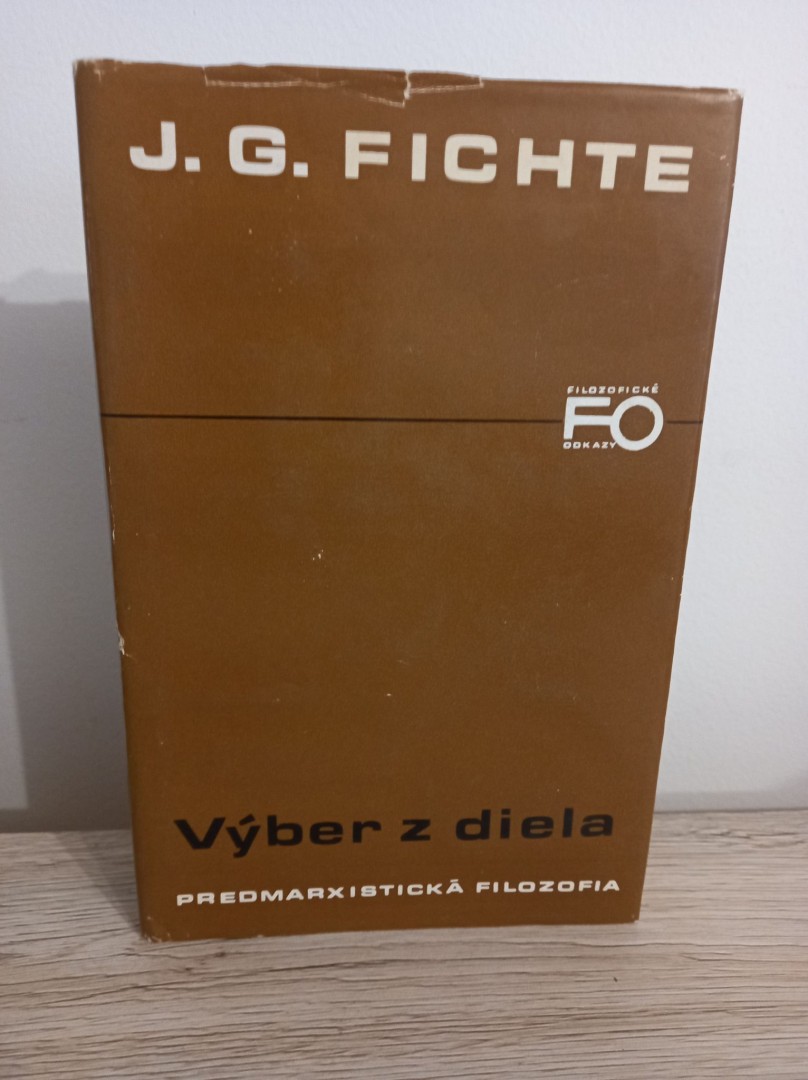 J. G. FICHTE
FILOZOFICKÉ
FO
ODKAZY
Výber z diela
PREDMARXISTICKÁ FILOZOFIA